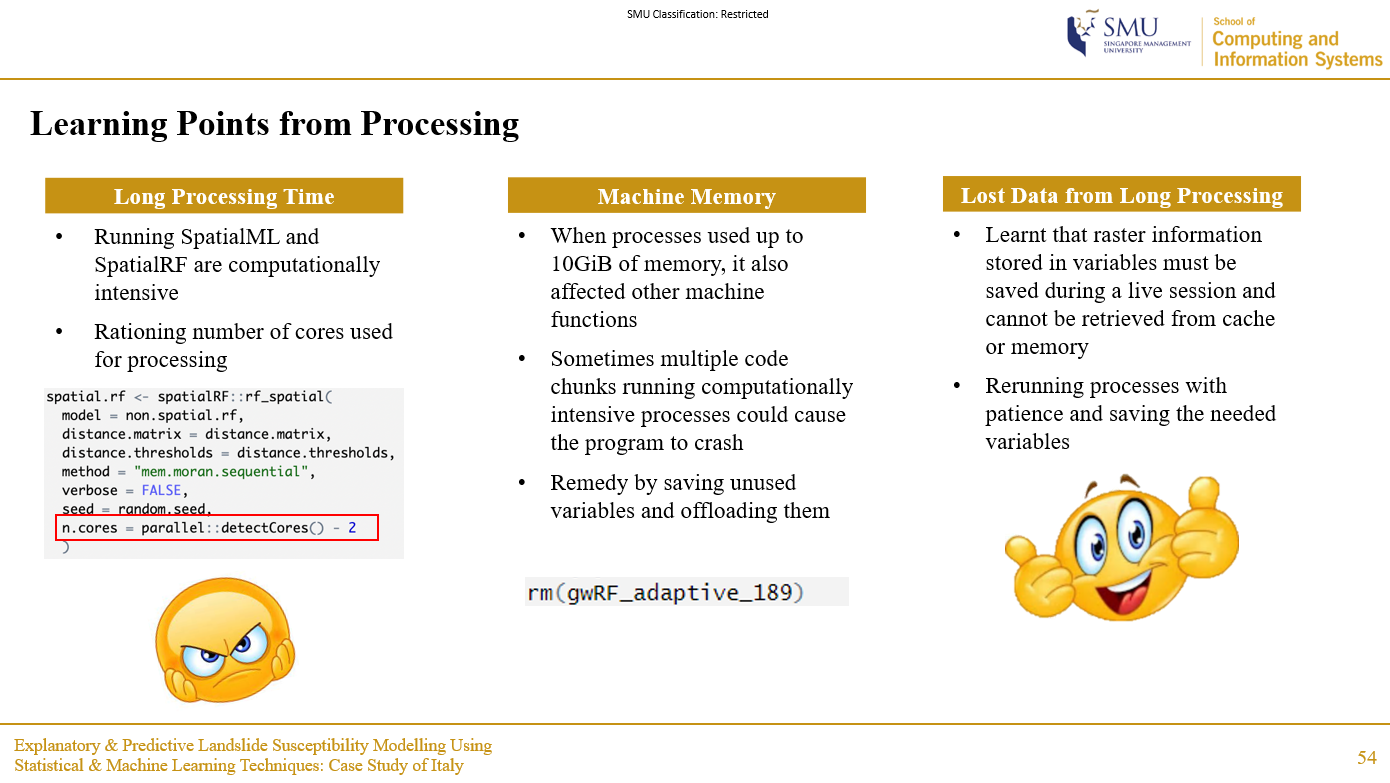 SMU Classification: Restricted
SMU
SINGAPORE MANAGEMENT
UNIVERSITY
School of
Computing and
Information Systems
Learning Points from Processing
Long Processing Time
• Running SpatialML and
SpatialRF are computationally
intensive
• Rationing number of cores used
for processing
spatial.rf <- spatialRF::rf_spatial(
model = non.spatial.rf,
distance.matrix = distance.matrix,
distance.thresholds = distance.thresholds,
method = "mem.moran.sequential",
verbose = FALSE,
seed = random.seed,
n.cores = parallel::detectCores() - 2
)
Machine Memory
• When processes used up to
10GiB of memory, it also
affected other machine
functions
• Sometimes multiple code
chunks running computationally
intensive processes could cause
the program to crash
• Remedy by saving unused
variables and offloading them
rm(gwRF_adaptive_189)
Lost Data from Long Processing
• Learnt that raster information
stored in variables must be
saved during a live session and
cannot be retrieved from cache
or memory
• Rerunning processes with
patience and saving the needed
variables
Explanatory & Predictive Landslide Susceptibility Modelling Using
Statistical & Machine Learning Techniques: Case Study of Italy
54